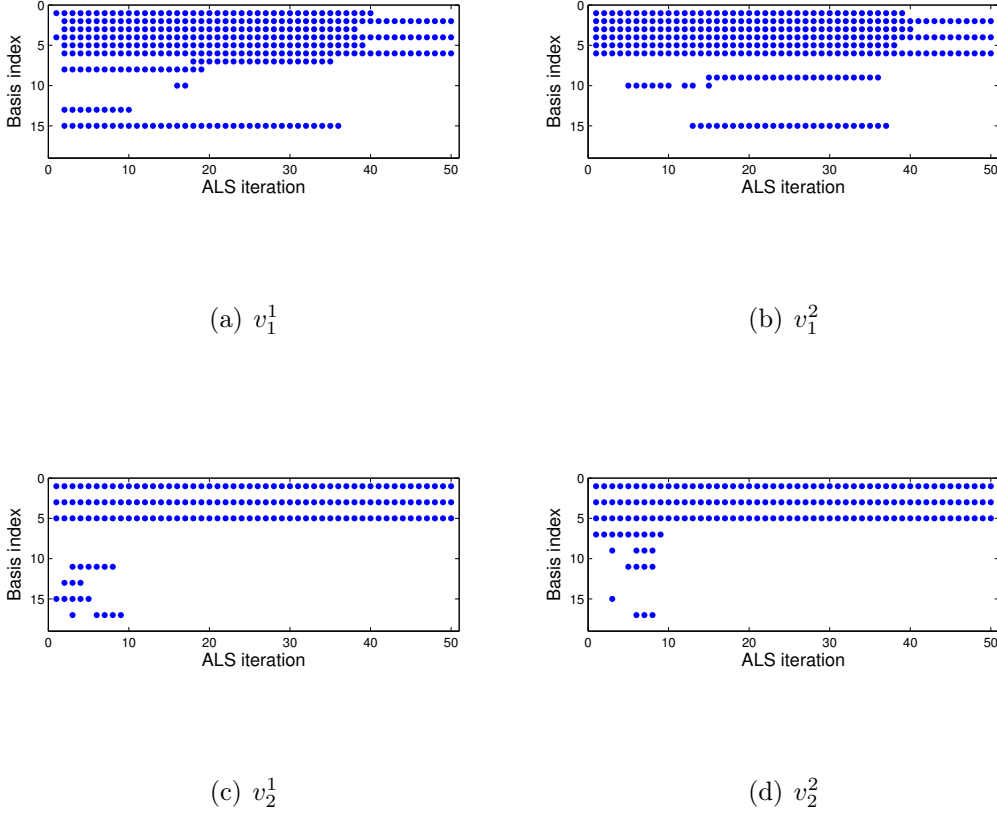 0
5
10
15
0 10 20 30 40 50
Basis index
ALS iteration
(a) $v_1^1$
0
5
10
15
0 10 20 30 40 50
Basis index
ALS iteration
(b) $v_1^2$
0
5
10
15
0 10 20 30 40 50
Basis index
ALS iteration
(c) $v_2^1$
0
5
10
15
0 10 20 30 40 50
Basis index
ALS iteration
(d) $v_2^2$